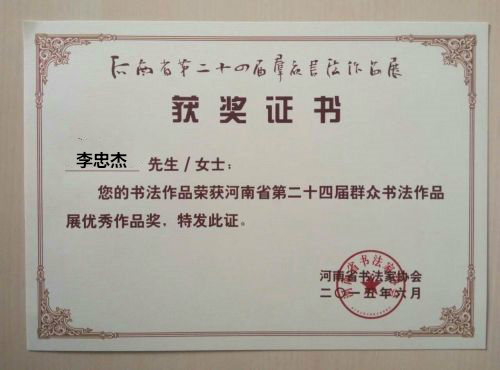 河南省第二十四届群众书法作品展
获奖证书
李忠杰 先生/女士：
您的书法作品荣获河南省第二十四届群众书法作品
展优秀作品奖，特发此证。
河南省书法家协会
二〇一五年六月